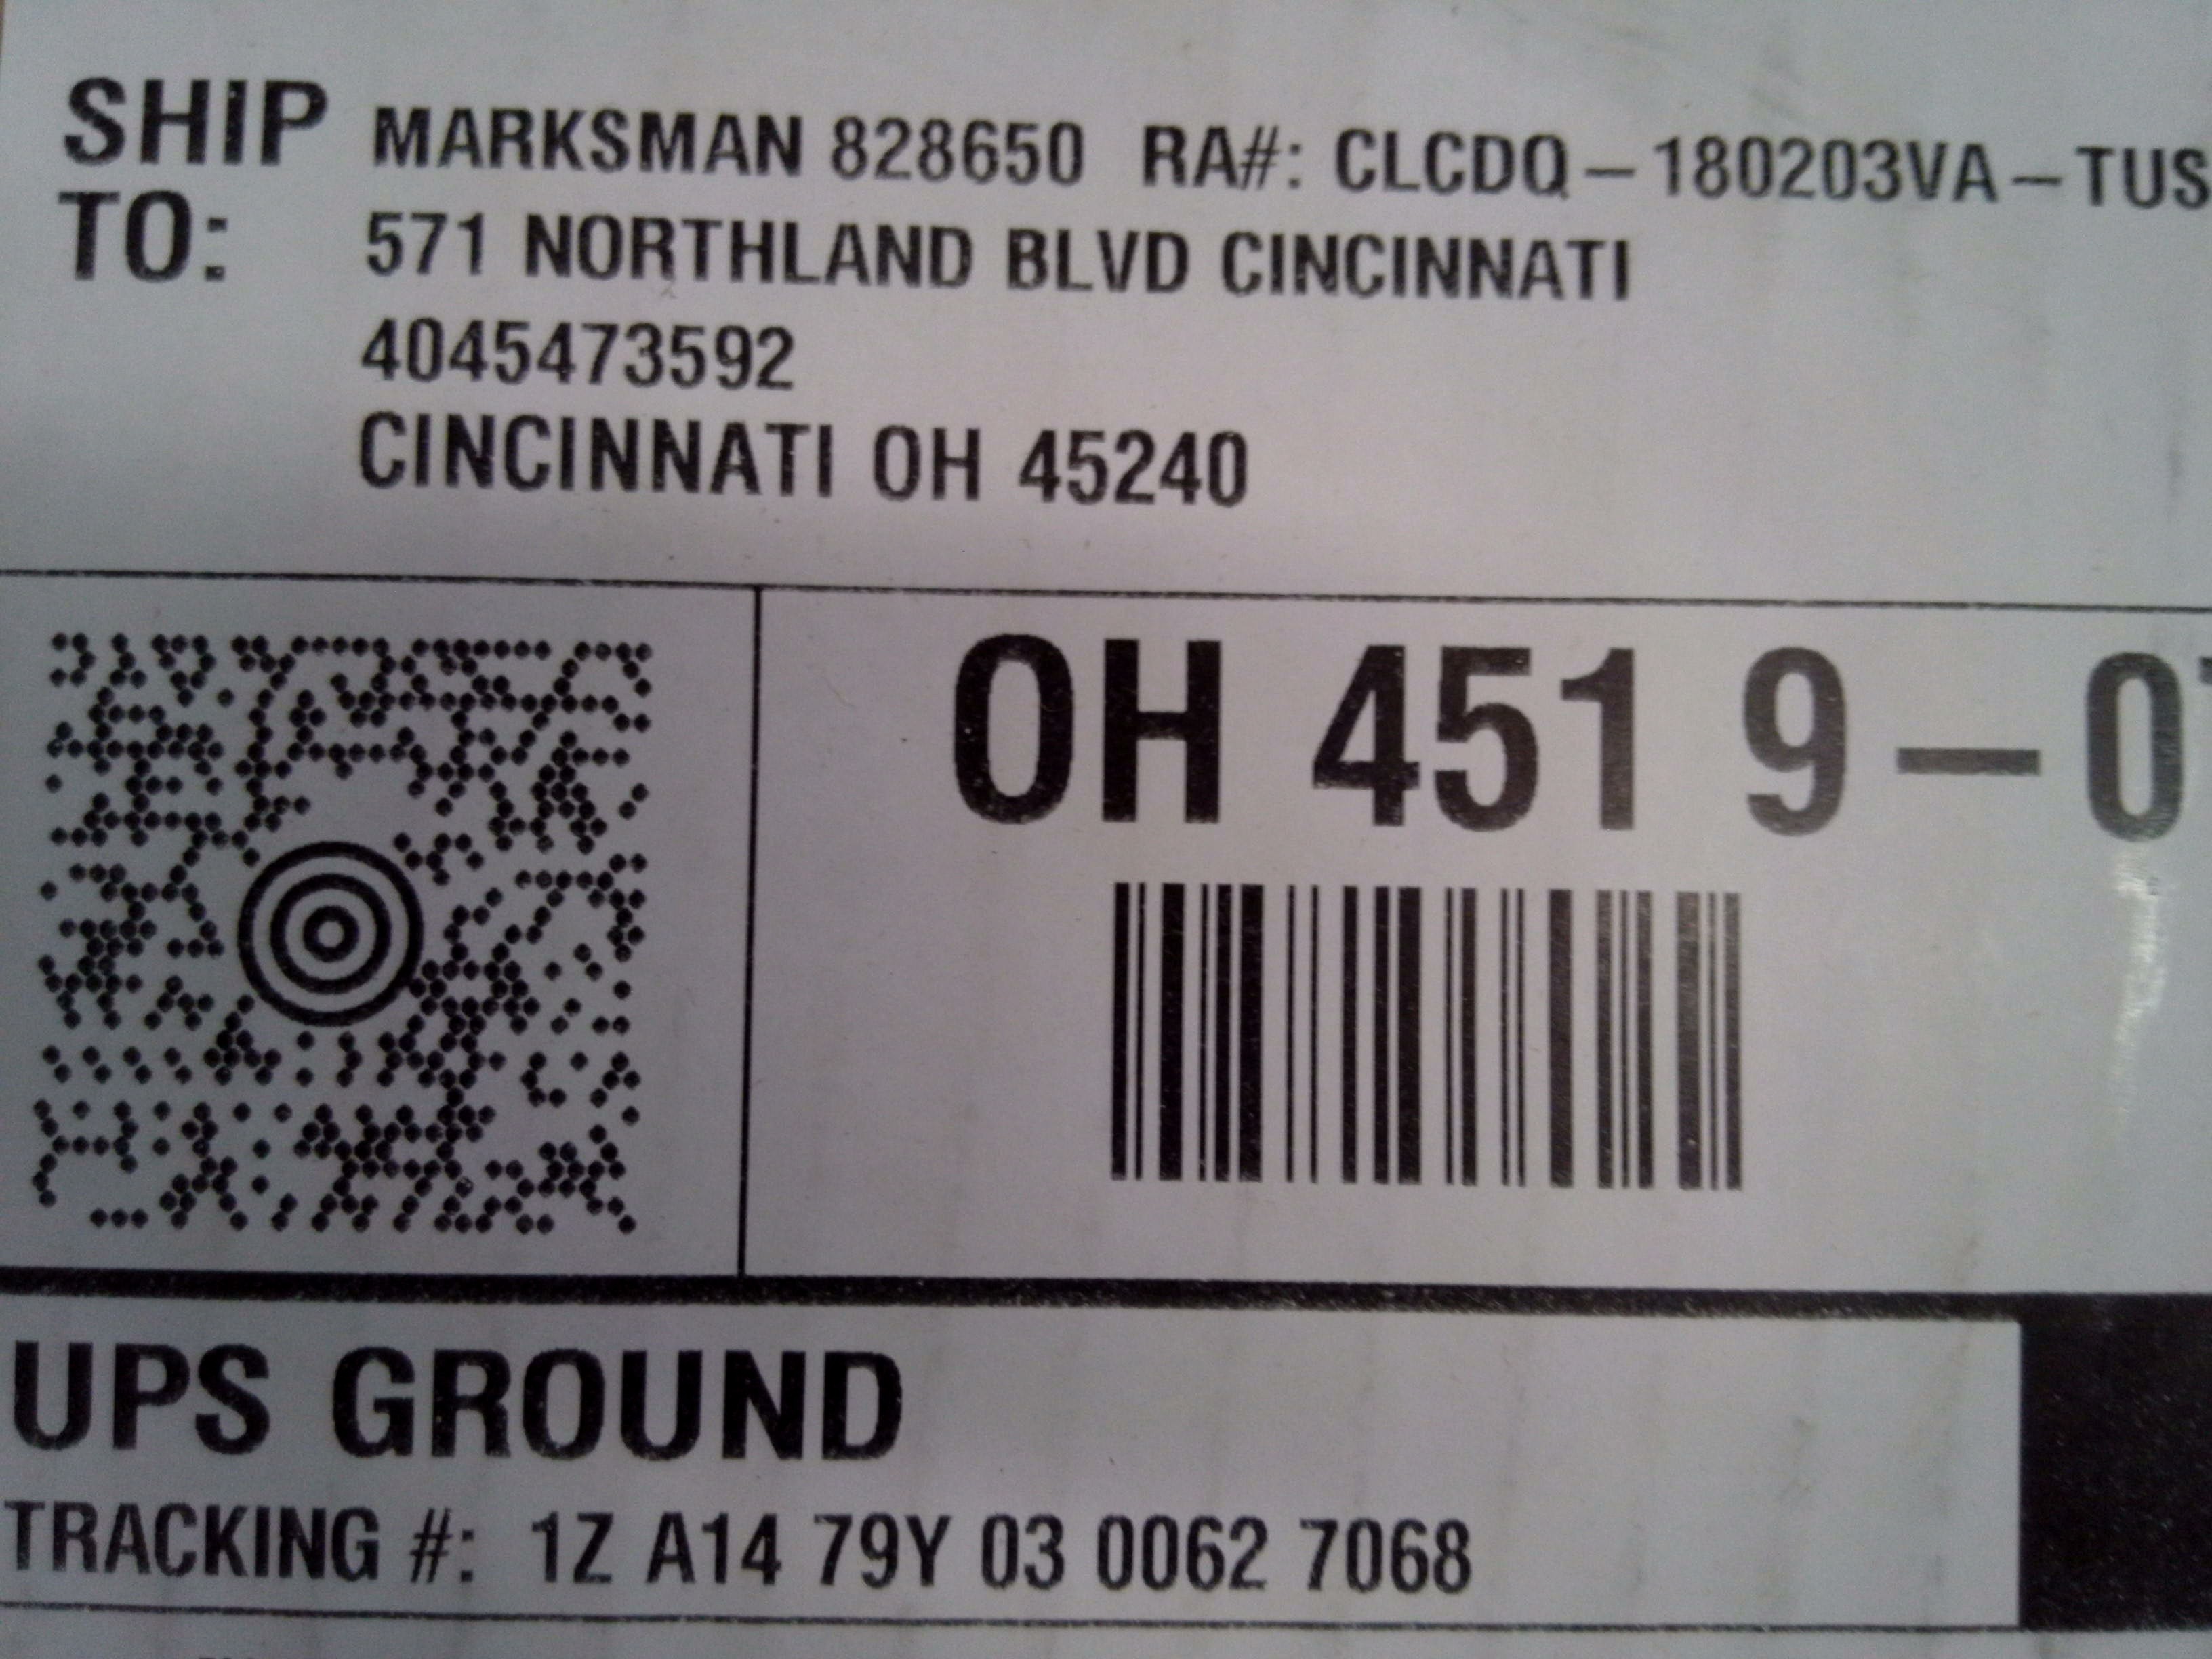 SHIP TO:
MARKSMAN 828650 RA#: CLCDQ-180203VA-TUS
571 NORTHLAND BLVD CINCINNATI
4045473592
CINCINNATI OH 45240
OH 451 9-0
UPS GROUND
TRACKING #: 1Z A14 79Y 03 0062 7068